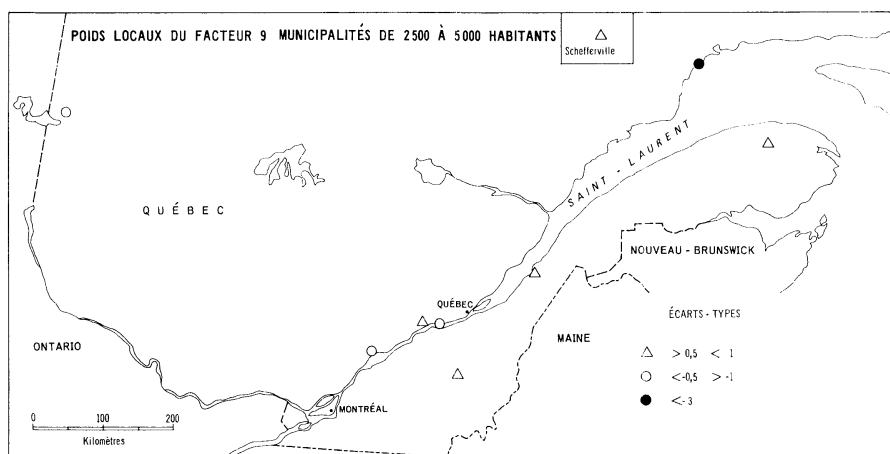 POIDS LOCAUX DU FACTEUR 9 MUNICIPALITÉS DE 2500 À 5000 HABITANTS
Schefferville
SAINT - LAURENT
QUÉBEC
NOUVEAU - BRUNSWICK
QUÉBEC
ÉCARTS - TYPES
MAINE
ONTARIO
> 0,5 < 1
<-0,5 >-1
<- 3
MONTRÉAL
0 100 200
Kilomètres